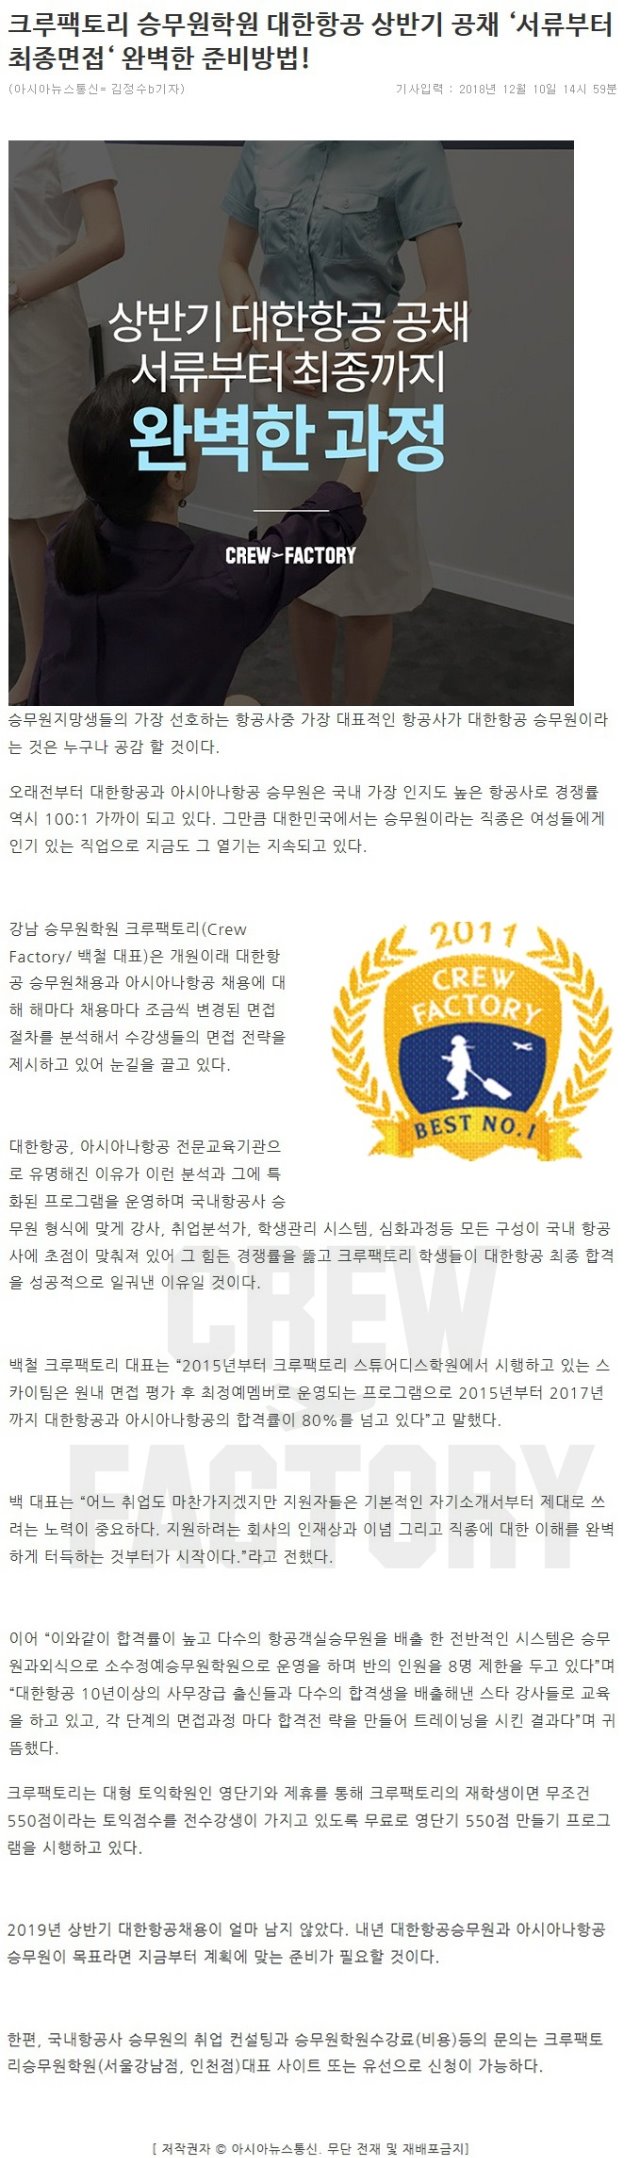 크루팩토리 승무원학원 대한항공 상반기 공채 ‘서류부터
최종면접‘ 완벽한 준비방법!
(아시아뉴스통신= 김정수b기자)
기사입력 : 2018년 12월 10일 14시 59분
상반기 대한항공 공채
서류부터 최종까지
완벽한 과정
CREW FACTORY
승무원지망생들의 가장 선호하는 항공사중 가장 대표적인 항공사가 대한항공 승무원이라
는 것은 누구나 공감 할 것이다.
오래전부터 대한항공과 아시아나항공 승무원은 국내 가장 인지도 높은 항공사로 경쟁률
역시 100:1 가까이 되고 있다. 그만큼 대한민국에서는 승무원이라는 직종은 여성들에게
인기 있는 직업으로 지금도 그 열기는 지속되고 있다.
강남 승무원학원 크루팩토리(Crew
Factory/ 백철 대표)은 개원이래 대한항
공 승무원채용과 아시아나항공 채용에 대
해 해마다 채용마다 조금씩 변경된 면접
절차를 분석해서 수강생들의 면접 전략을
제시하고 있어 눈길을 끌고 있다.
2011
CREW
FACTORY
BEST NO.1
대한항공, 아시아나항공 전문교육기관으
로 유명해진 이유가 이런 분석과 그에 특
화된 프로그램을 운영하며 국내항공사 승
무원 형식에 맞게 강사, 취업분석가, 학생관리 시스템, 심화과정등 모든 구성이 국내 항공
사에 초점이 맞춰져 있어 그 힘든 경쟁률을 뚫고 크루팩토리 학생들이 대한항공 최종 합격
을 성공적으로 일궈낸 이유일 것이다.
CREW
FACTORY
백철 크루팩토리 대표는 “2015년부터 크루팩토리 스튜어디스학원에서 시행하고 있는 스
카이팀은 원내 면접 평가 후 최정예멤버로 운영되는 프로그램으로 2015년부터 2017년
까지 대한항공과 아시아나항공의 합격률이 80%를 넘고 있다”고 말했다.
백 대표는 “어느 취업도 마찬가지겠지만 지원자들은 기본적인 자기소개서부터 제대로 쓰
려는 노력이 중요하다. 지원하려는 회사의 인재상과 이념 그리고 직종에 대한 이해를 완벽
하게 터득하는 것부터가 시작이다.”라고 전했다.
이어 “이와같이 합격률이 높고 다수의 항공객실승무원을 배출 한 전반적인 시스템은 승무
원과외식으로 소수정예승무원학원으로 운영을 하며 반의 인원을 8명 제한을 두고 있다”며
“대한항공 10년이상의 사무장급 출신들과 다수의 합격생을 배출해낸 스타 강사들로 교육
을 하고 있고, 각 단계의 면접과정 마다 합격전 략을 만들어 트레이닝을 시킨 결과다”며 귀
뜸했다.
크루팩토리는 대형 토익학원인 영단기와 제휴를 통해 크루팩토리의 재학생이면 무조건
550점이라는 토익점수를 전수강생이 가지고 있도록 무료로 영단기 550점 만들기 프로그
램을 시행하고 있다.
2019년 상반기 대한항공채용이 얼마 남지 않았다. 내년 대한항공승무원과 아시아나항공
승무원이 목표라면 지금부터 계획에 맞는 준비가 필요할 것이다.
한편, 국내항공사 승무원의 취업 컨설팅과 승무원학원수강료(비용)등의 문의는 크루팩토
리승무원학원(서울강남점, 인천점)대표 사이트 또는 유선으로 신청이 가능하다.
[ 저작권자 © 아시아뉴스통신. 무단 전재 및 재배포금지]